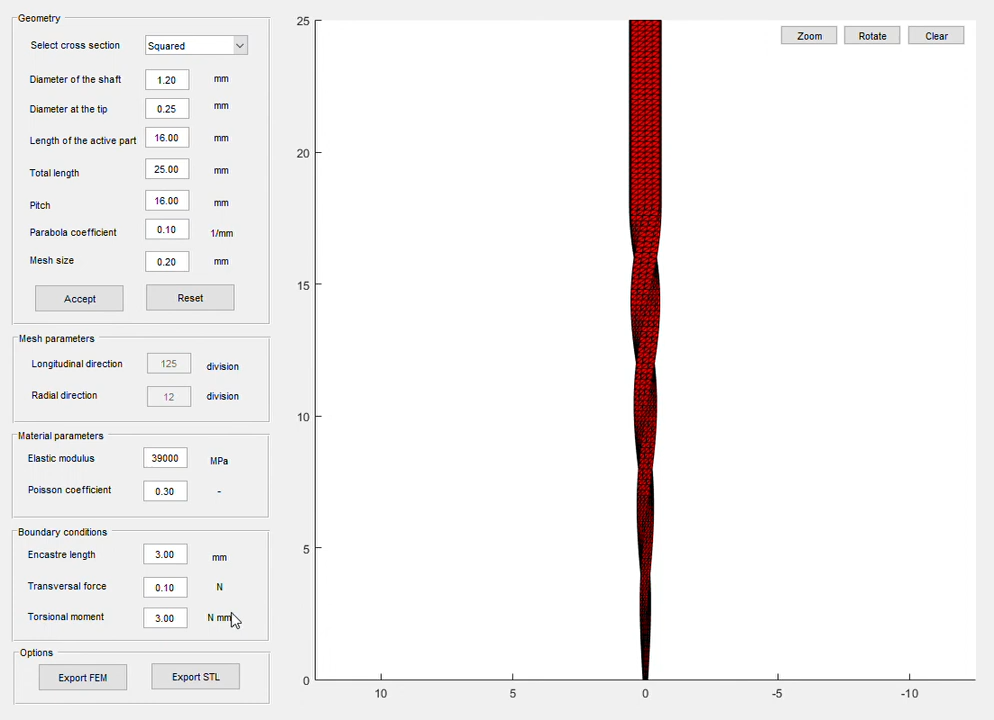 Geometry
Select cross section Squared
Diameter of the shaft 1.20 mm
Diameter at the tip 0.25 mm
Length of the active part 16.00 mm
Total length 25.00 mm
Pitch 16.00 mm
Parabola coefficient 0.10 1/mm
Mesh size 0.20 mm
Accept Reset
Mesh parameters
Longitudinal direction 125 division
Radial direction 12 division
Material parameters
Elastic modulus 39000 MPa
Poisson coefficient 0.30 -
Boundary conditions
Encastre length 3.00 mm
Transversal force 0.10 N
Torsional moment 3.00 N mm
Options
Export FEM Export STL
Zoom Rotate Clear
25
20
15
10
5
0
10 5 0 -5 -10